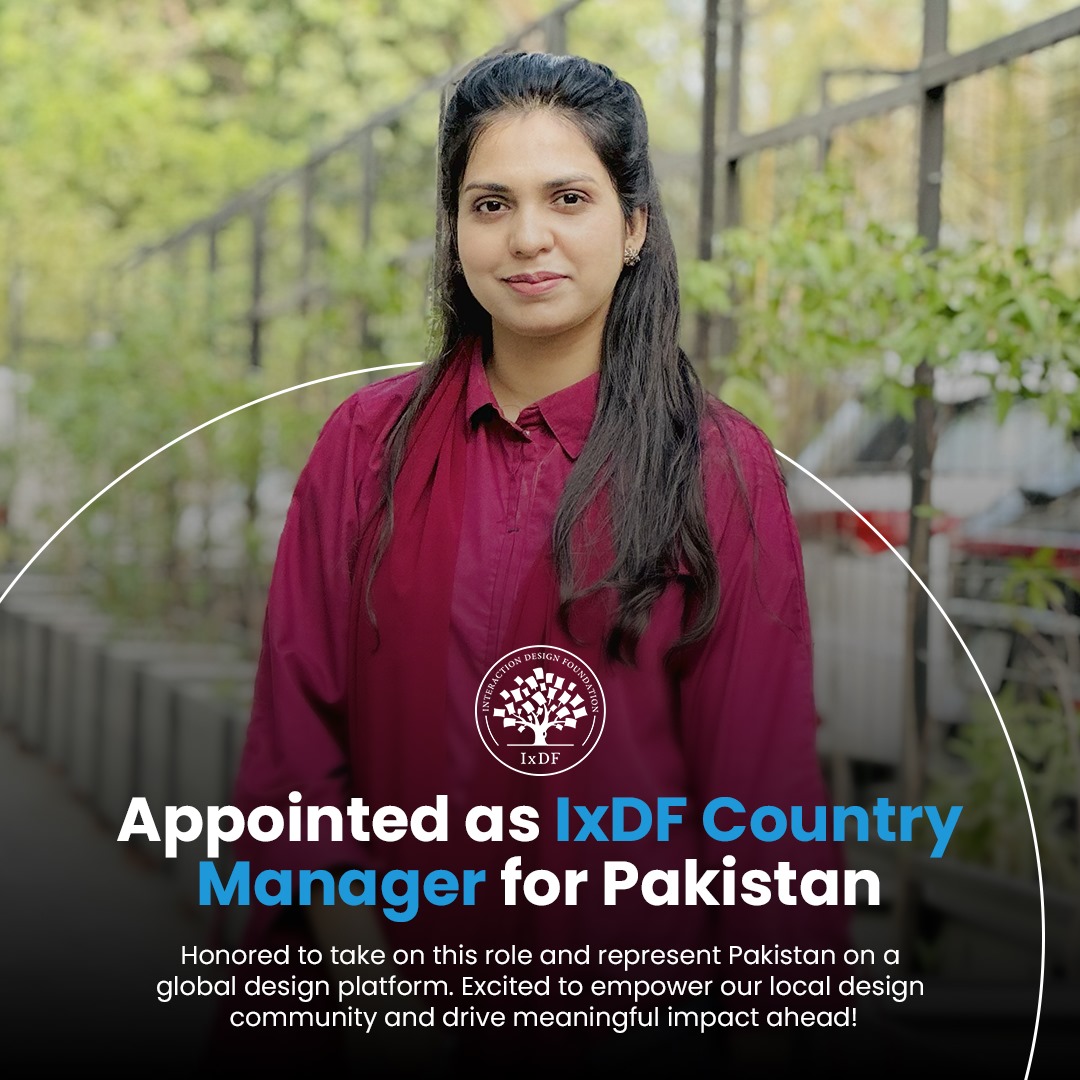 INTERACTION DESIGN FOUNDATION
IxDF
Appointed as IxDF Country
Manager for Pakistan
Honored to take on this role and represent Pakistan on a
global design platform. Excited to empower our local design
community and drive meaningful impact ahead!